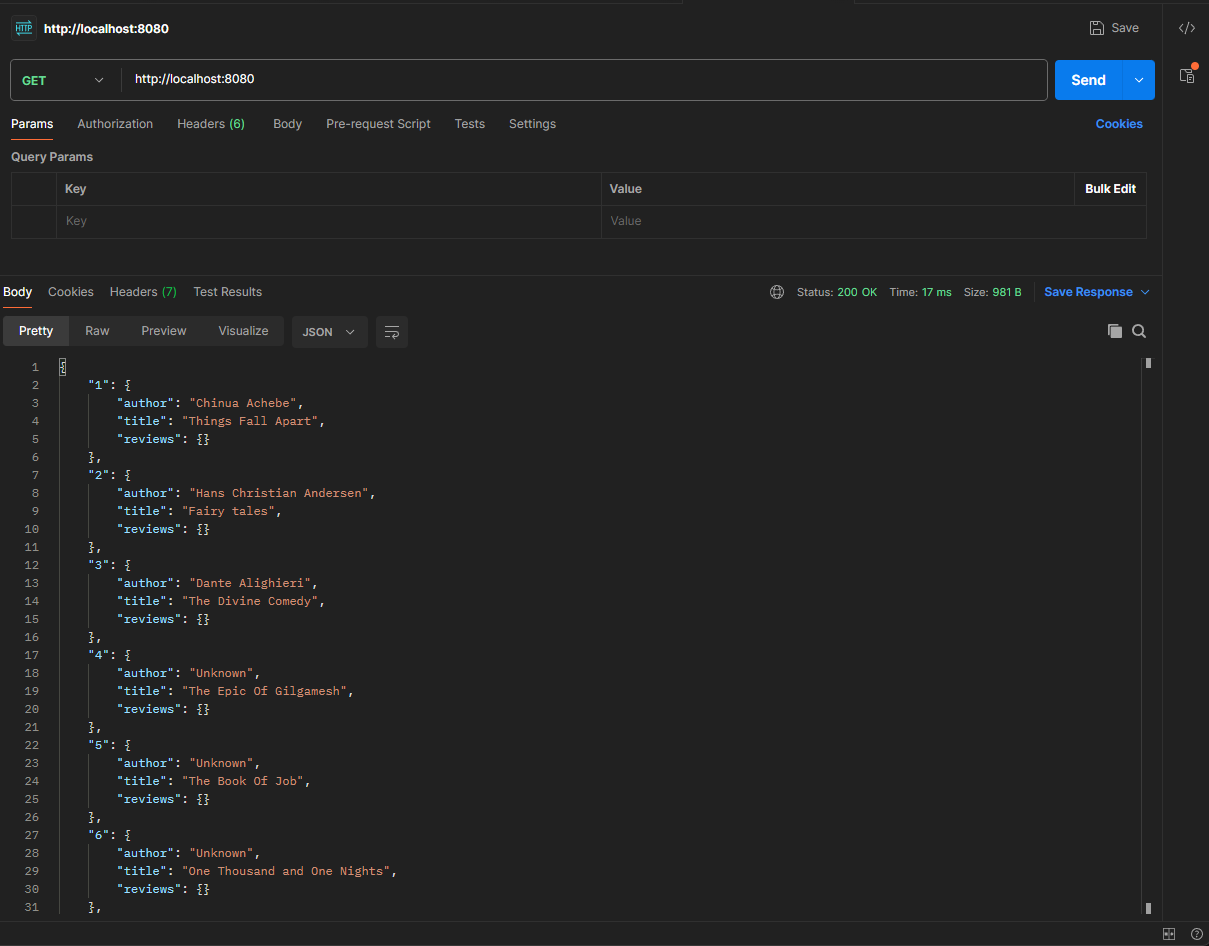 HTTP http://localhost:8080 Save </>
GET http://localhost:8080 Send
Params Authorization Headers (6) Body Pre-request Script Tests Settings Cookies
Query Params
Key Value Bulk Edit
Key Value
Body Cookies Headers (7) Test Results Status: 200 OK Time: 17 ms Size: 981 B Save Response
Pretty Raw Preview Visualize JSON
1 {
2 "1": {
3 "author": "Chinua Achebe",
4 "title": "Things Fall Apart",
5 "reviews": {}
6 },
7 "2": {
8 "author": "Hans Christian Andersen",
9 "title": "Fairy tales",
10 "reviews": {}
11 },
12 "3": {
13 "author": "Dante Alighieri",
14 "title": "The Divine Comedy",
15 "reviews": {}
16 },
17 "4": {
18 "author": "Unknown",
19 "title": "The Epic Of Gilgamesh",
20 "reviews": {}
21 },
22 "5": {
23 "author": "Unknown",
24 "title": "The Book Of Job",
25 "reviews": {}
26 },
27 "6": {
28 "author": "Unknown",
29 "title": "One Thousand and One Nights",
30 "reviews": {}
31 },